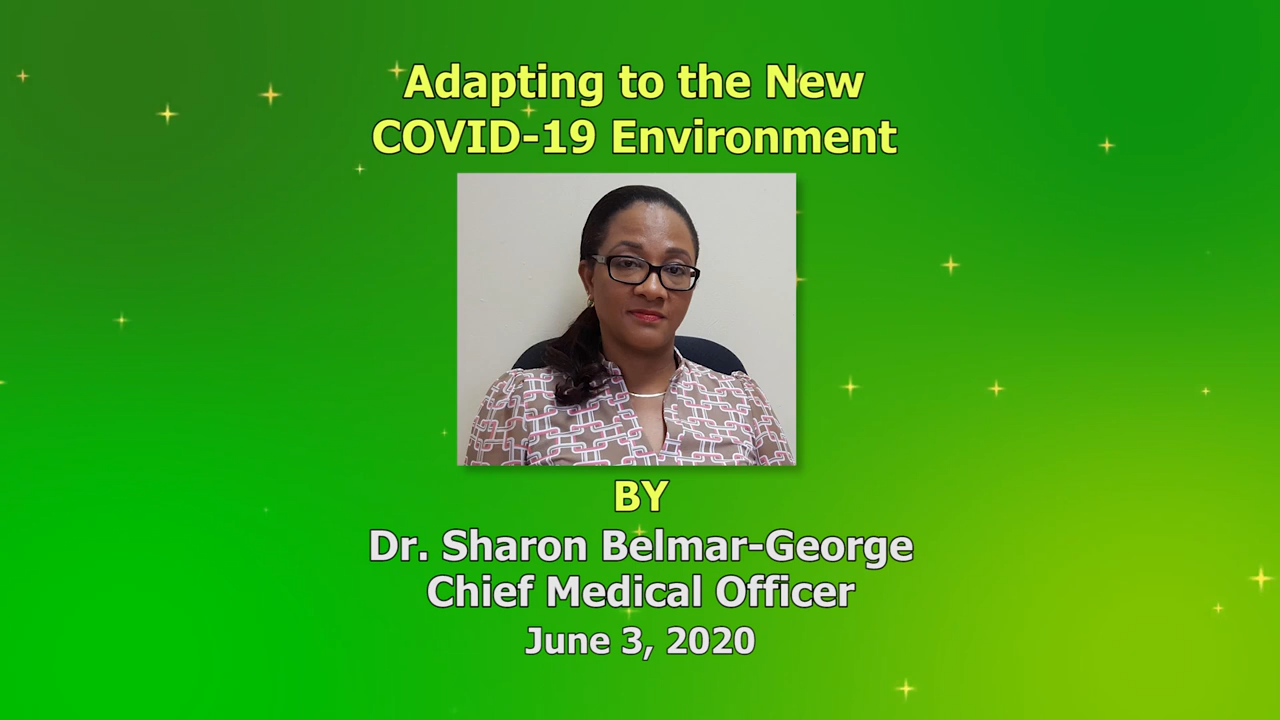 Adapting to the New
COVID-19 Environment
BY
Dr. Sharon Belmar-George
Chief Medical Officer
June 3, 2020